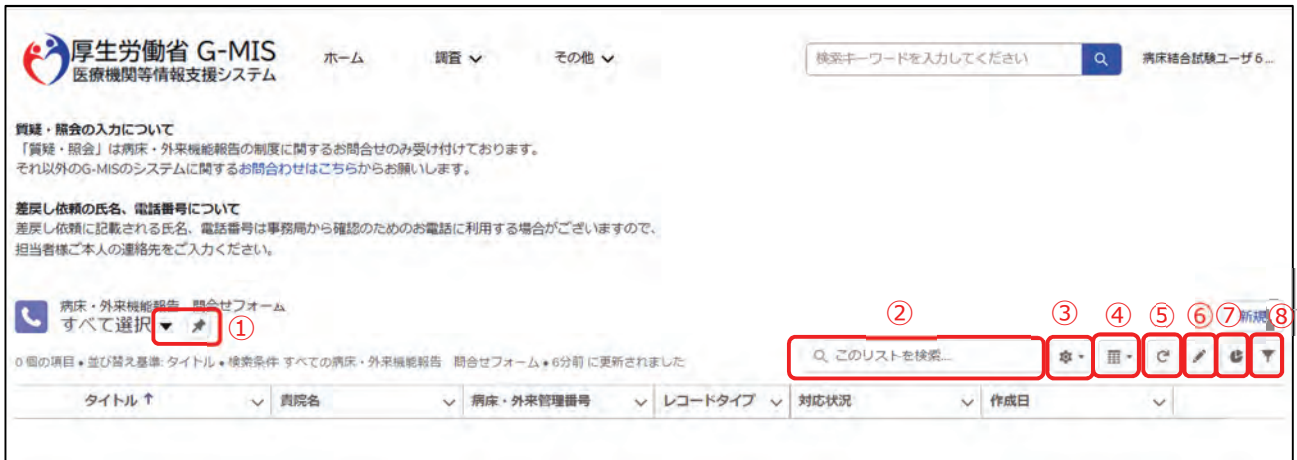 厚生労働省 G-MIS
医療機関等情報支援システム
ホーム
調査
その他
検索キーワードを入力してください
病床結合試験ユーザ6...
質疑・照会の入力について
「質疑・照会」は病床・外来機能報告の制度に関するお問合せのみ受け付けております。
それ以外のG-MISのシステムに関するお問合わせはこちらからお願いします。
差戻し依頼の氏名、電話番号について
差戻し依頼に記載される氏名、電話番号は事務局から確認のためのお電話に利用する場合がございますので、
担当者様ご本人の連絡先をご入力ください。
病床・外来機能報告 問合せフォーム
すべて選択 ▼
①
②
③
④
⑤
⑥
⑦
⑧
新規
0 個の項目 • 並び替え基準: タイトル • 検索条件 すべての病床・外来機能報告 問合せフォーム • 6分前 に更新されました
このリストを検索...
タイトル ↑
貴院名
病床・外来管理番号
レコードタイプ
対応状況
作成日